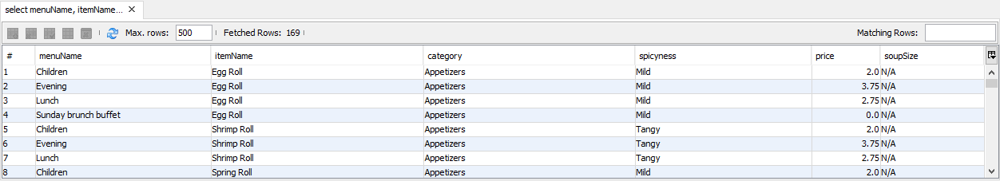 select menuName, itemName...
Max. rows: 500 Fetched Rows: 169 Matching Rows:
# menuName itemName category spicyness price soupSize
1 Children Egg Roll Appetizers Mild 2.0 N/A
2 Evening Egg Roll Appetizers Mild 3.75 N/A
3 Lunch Egg Roll Appetizers Mild 2.75 N/A
4 Sunday brunch buffet Egg Roll Appetizers Mild 0.0 N/A
5 Children Shrimp Roll Appetizers Tangy 2.0 N/A
6 Evening Shrimp Roll Appetizers Tangy 3.75 N/A
7 Lunch Shrimp Roll Appetizers Tangy 2.75 N/A
8 Children Spring Roll Appetizers Mild 2.0 N/A